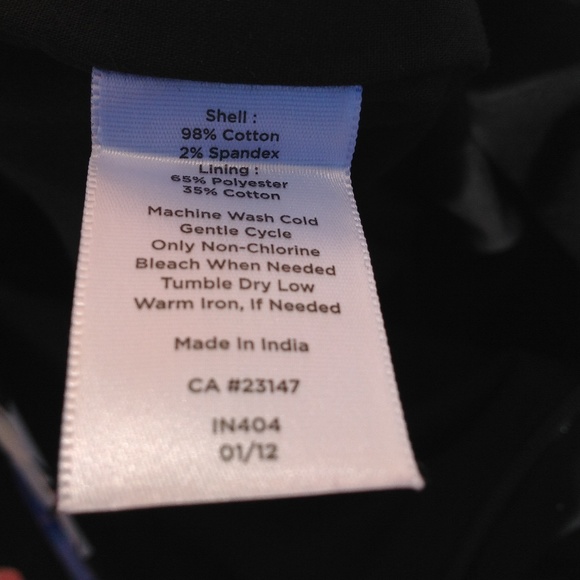 Shell :
98% Cotton
2% Spandex
Lining :
65% Polyester
35% Cotton
Machine Wash Cold
Gentle Cycle
Only Non-Chlorine
Bleach When Needed
Tumble Dry Low
Warm Iron, If Needed
Made In India
CA #23147
IN404
01/12